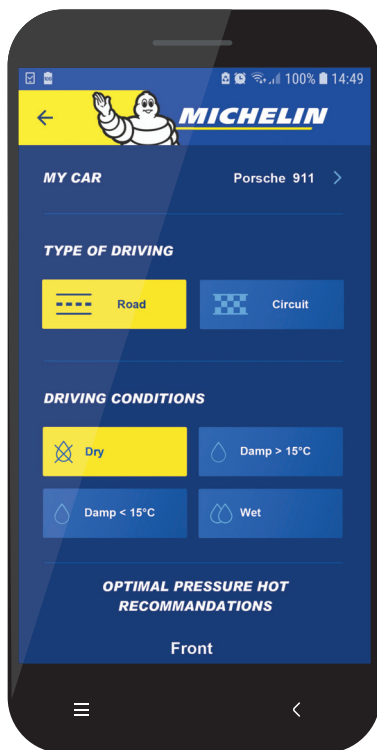 100% 14:49
MICHELIN
MY CAR Porsche 911
TYPE OF DRIVING
Road Circuit
DRIVING CONDITIONS
Dry Damp > 15°C
Damp < 15°C Wet
OPTIMAL PRESSURE HOT
RECOMMANDATIONS
Front